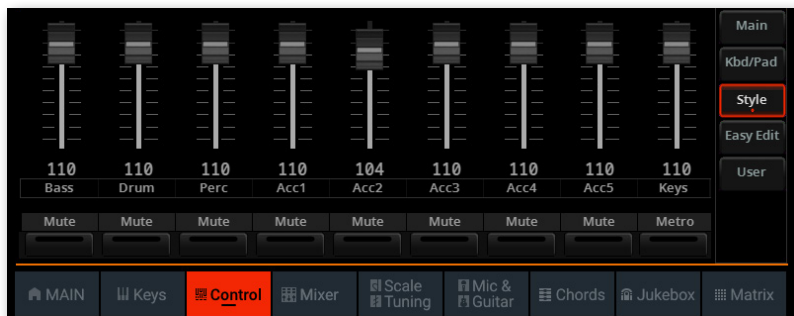 Main
Kbd/Pad
Style
Easy Edit
User
110 110 110 110 104 110 110 110 110
Bass Drum Perc Acc1 Acc2 Acc3 Acc4 Acc5 Keys
Mute Mute Mute Mute Mute Mute Mute Mute Metro
MAIN Keys Control Mixer Scale Tuning Mic & Guitar Chords Jukebox Matrix